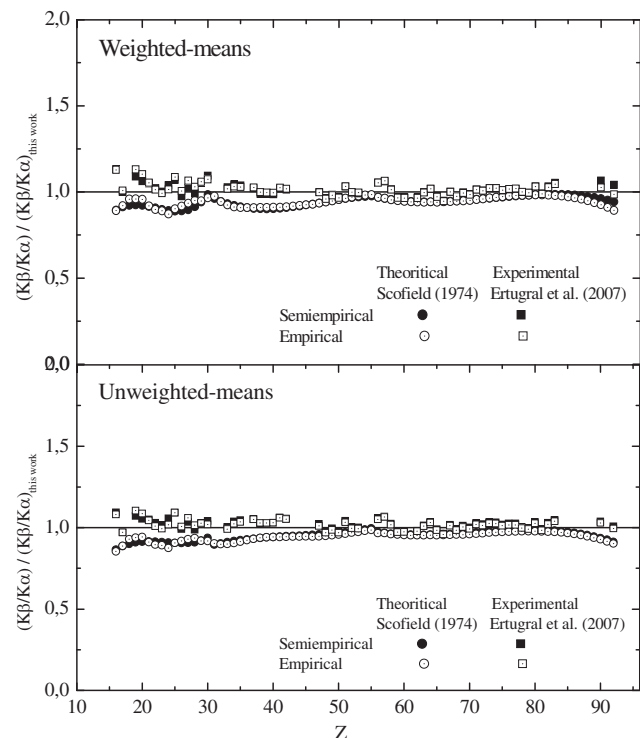 2,0
Weighted-means
1,5
1,0
0,5
0,0
(Kβ/Kα) / (Kβ/Kα)this work
Theoritical Experimental
Scofield (1974) Ertugral et al. (2007)
Semiempirical
Empirical
2,0
Unweighted-means
1,5
1,0
0,5
0,0
(Kβ/Kα) / (Kβ/Kα)this work
Theoritical Experimental
Scofield (1974) Ertugral et al. (2007)
Semiempirical
Empirical
10 20 30 40 50 60 70 80 90
Z